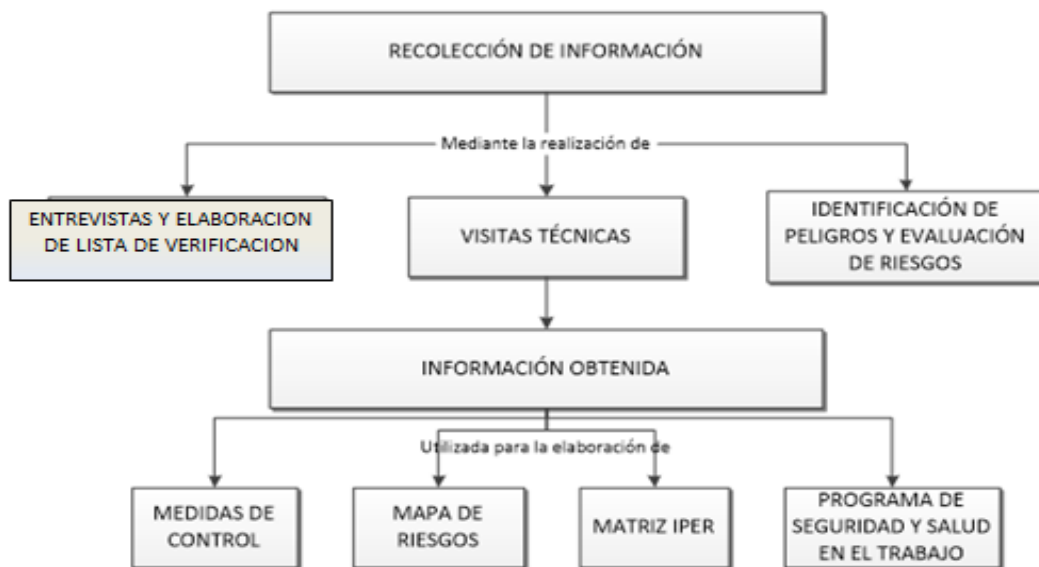 RECOLECCIÓN DE INFORMACIÓN
Mediante la realización de
ENTREVISTAS Y ELABORACION
DE LISTA DE VERIFICACION
VISITAS TÉCNICAS
IDENTIFICACIÓN DE
PELIGROS Y EVALUACIÓN
DE RIESGOS
INFORMACIÓN OBTENIDA
Utilizada para la elaboración de
MEDIDAS DE
CONTROL
MAPA DE
RIESGOS
MATRIZ IPER
PROGRAMA DE
SEGURIDAD Y SALUD
EN EL TRABAJO